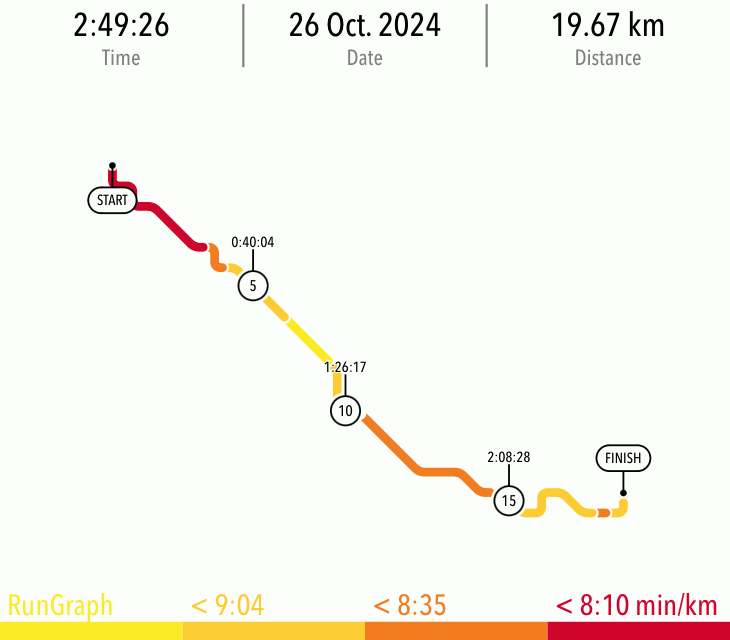 2:49:26
Time
26 Oct. 2024
Date
19.67 km
Distance
START
0:40:04
5
1:26:17
10
2:08:28
15
FINISH
RunGraph
< 9:04
< 8:35
< 8:10 min/km